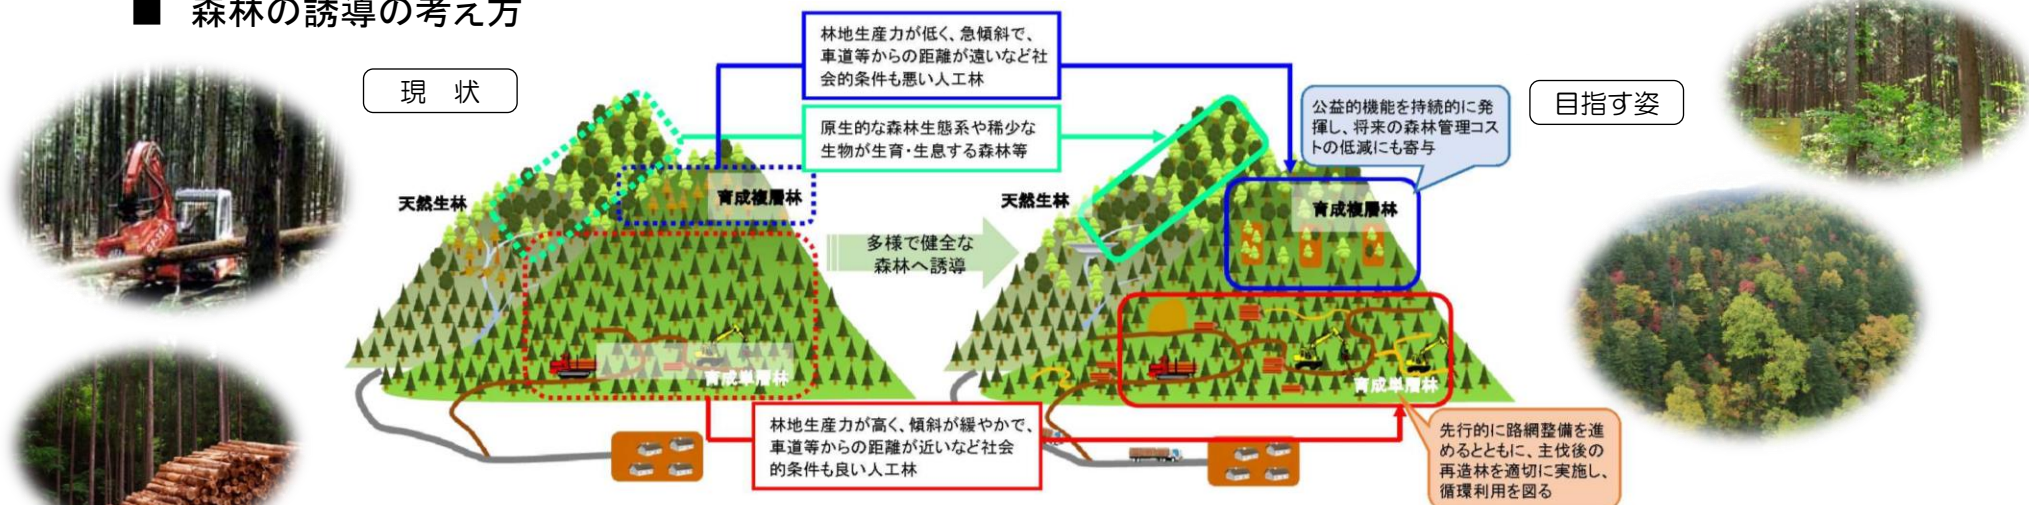 ■ 森林の誘導の考え方
現 状
林地生産力が低く、急傾斜で、
車道等からの距離が遠いなど社
会的条件も悪い人工林
原生的な森林生態系や稀少な
生物が生育・生息する森林等
公益的機能を持続的に発
揮し、将来の森林管理コス
トの低減にも寄与
目指す姿
天然生林
育成複層林
育成単層林
多様で健全な
森林へ誘導
天然生林
育成複層林
育成単層林
林地生産力が高く、傾斜が緩やかで、
車道等からの距離が近いなど社会
的条件も良い人工林
先行的に路網整備を進
めるとともに、主伐後の
再造林を適切に実施し、
循環利用を図る